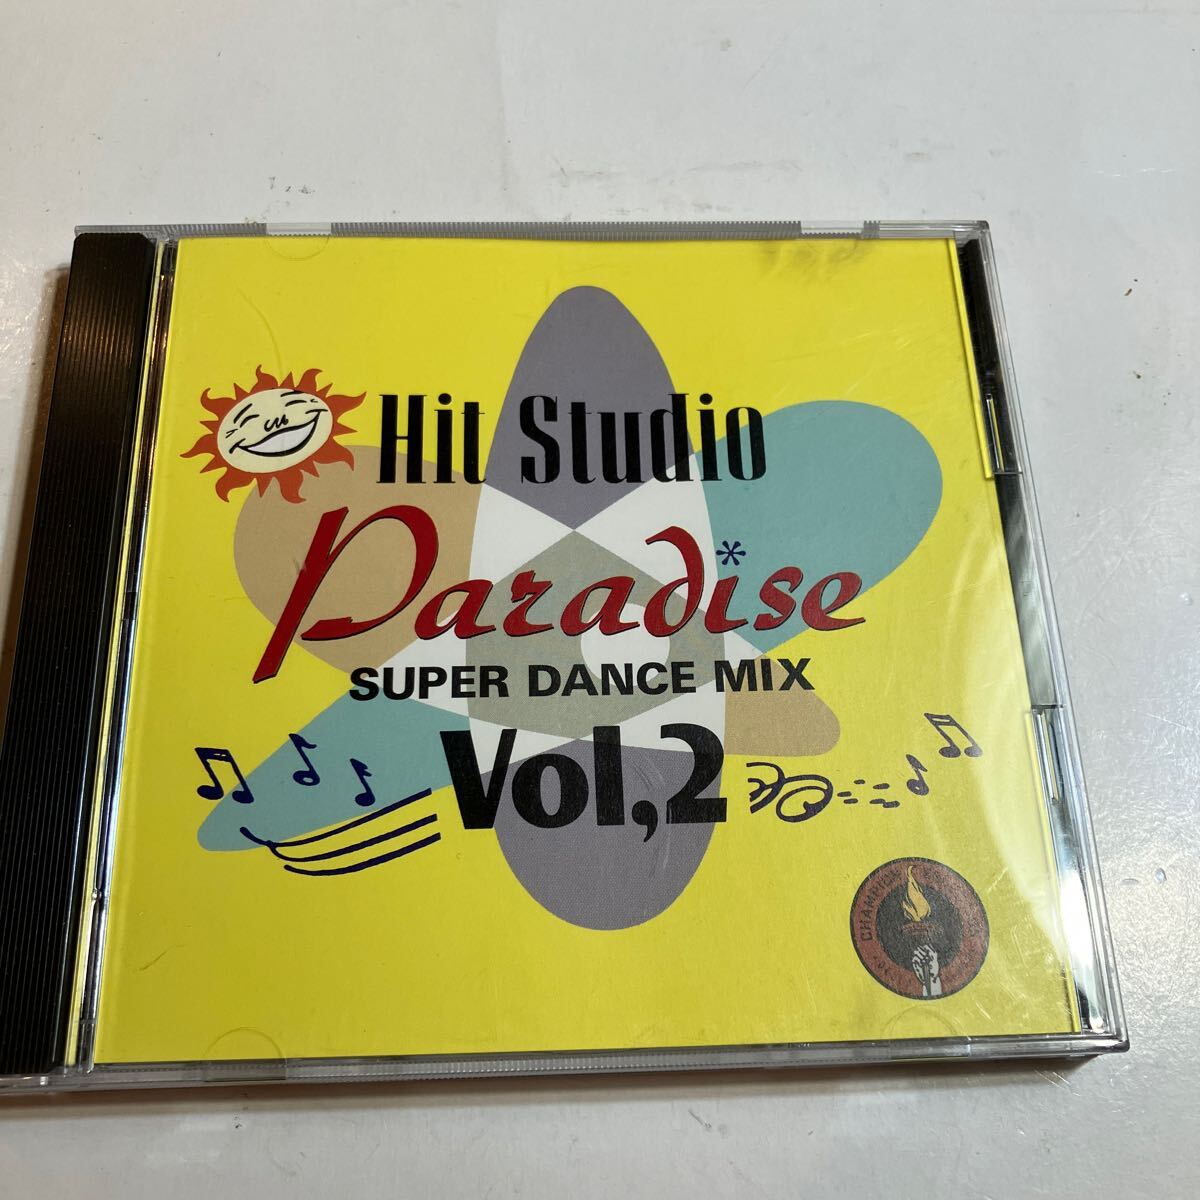 Hit Studio
Paradise
SUPER DANCE MIX
Vol,2